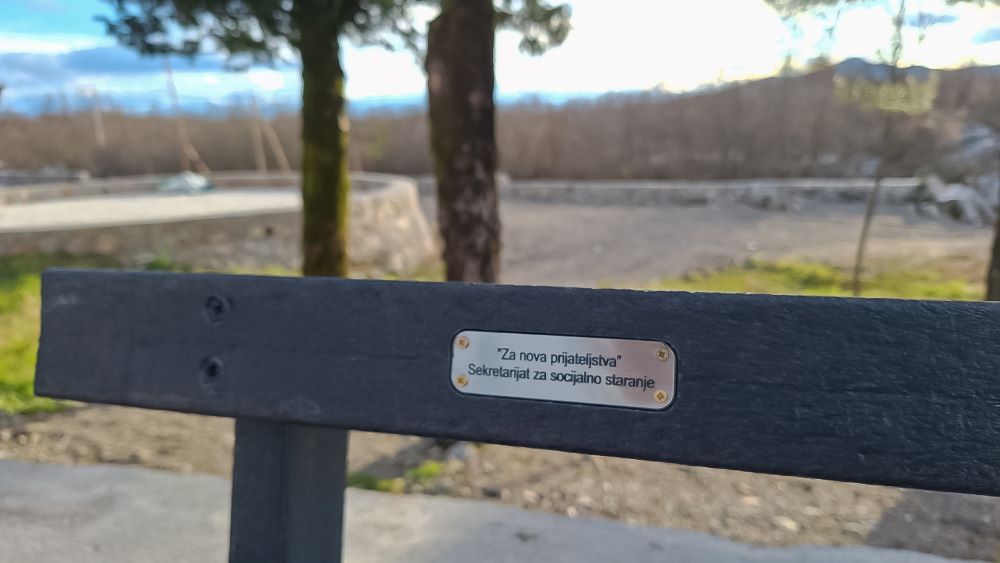 "Za nova prijateljstva"
Sekretarijat za socijalno staranje